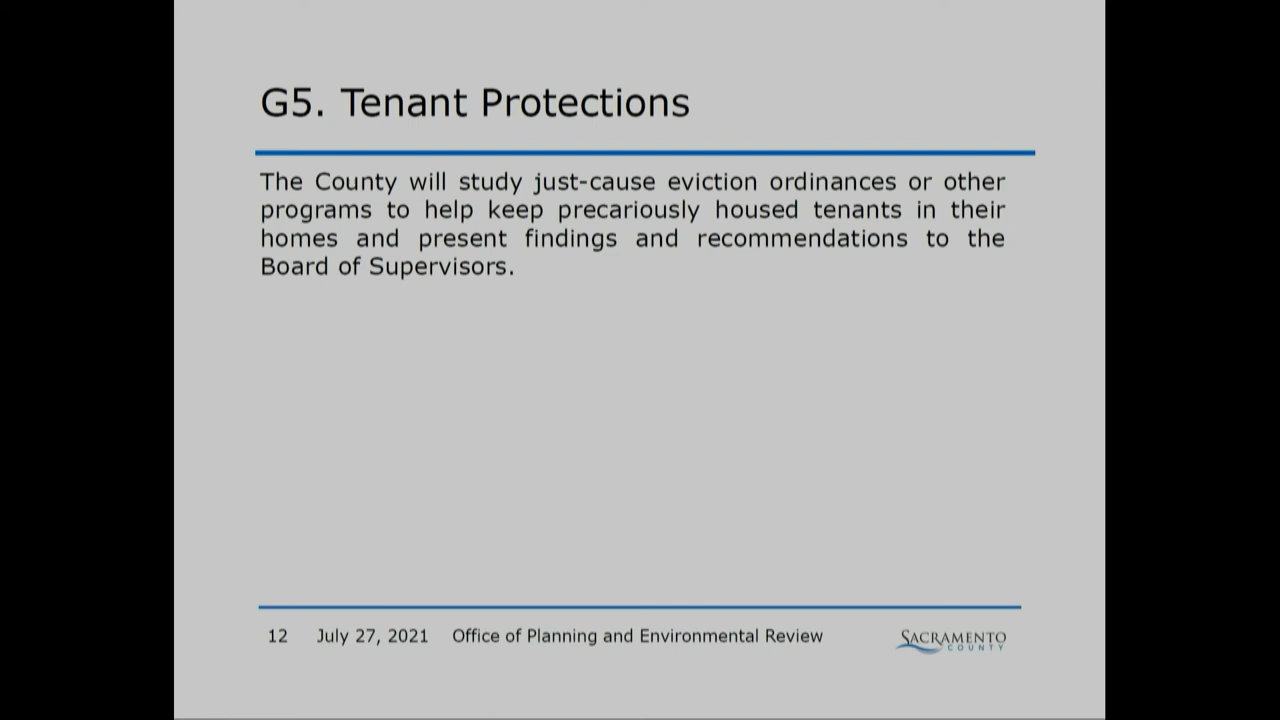 G5. Tenant Protections
The County will study just-cause eviction ordinances or other
programs to help keep precariously housed tenants in their
homes and present findings and recommendations to the
Board of Supervisors.
12 July 27, 2021 Office of Planning and Environmental Review
SACRAMENTO
COUNTY